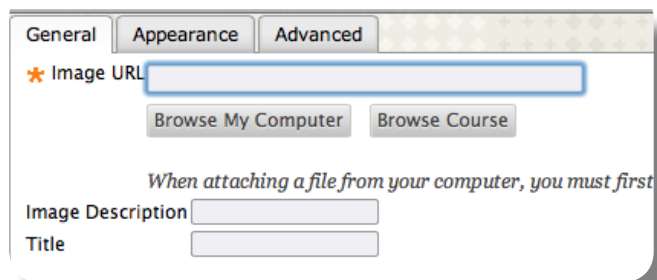 General Appearance Advanced
* Image URL
Browse My Computer Browse Course
When attaching a file from your computer, you must first
Image Description
Title